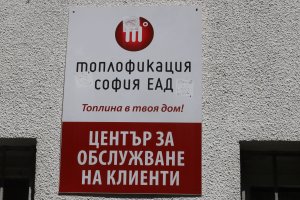 топлофикация
софия ЕАД
Топлина в твоя дом!
ЦЕНТЪР ЗА
ОБСЛУЖВАНЕ
НА КЛИЕНТИ